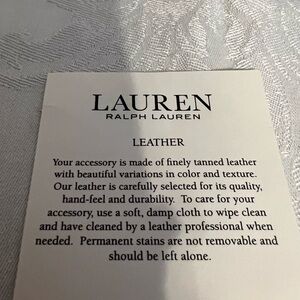 LAUREN
RALPH LAUREN
LEATHER
Your accessory is made of finely tanned leather
with beautiful variations in color and texture.
Our leather is carefully selected for its quality,
hand-feel and durability. To care for your
accessory, use a soft, damp cloth to wipe clean
and have cleaned by a leather professional when
needed. Permanent stains are not removable and
should be left alone.